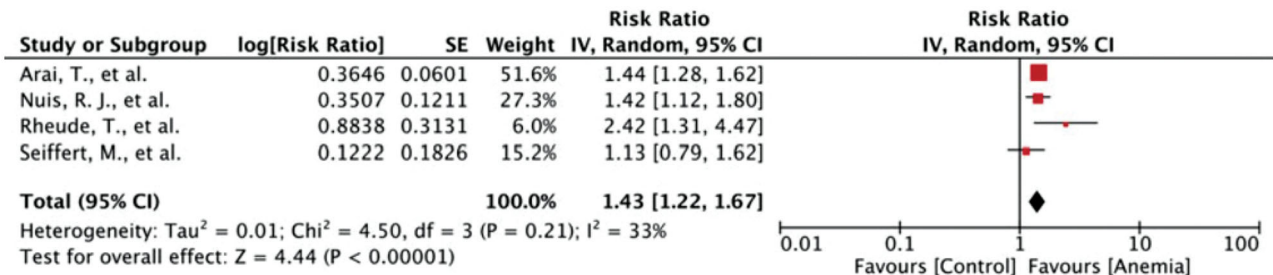 Risk Ratio Risk Ratio
Study or Subgroup log[Risk Ratio] SE Weight IV, Random, 95% CI IV, Random, 95% CI
Arai, T., et al. 0.3646 0.0601 51.6% 1.44 [1.28, 1.62]
Nuis, R. J., et al. 0.3507 0.1211 27.3% 1.42 [1.12, 1.80]
Rheude, T., et al. 0.8838 0.3131 6.0% 2.42 [1.31, 4.47]
Seiffert, M., et al. 0.1222 0.1826 15.2% 1.13 [0.79, 1.62]
Total (95% CI) 100.0% 1.43 [1.22, 1.67]
Heterogeneity: Tau² = 0.01; Chi² = 4.50, df = 3 (P = 0.21); I² = 33%
Test for overall effect: Z = 4.44 (P < 0.00001)
0.01 0.1 1 10 100
Favours [Control] Favours [Anemia]